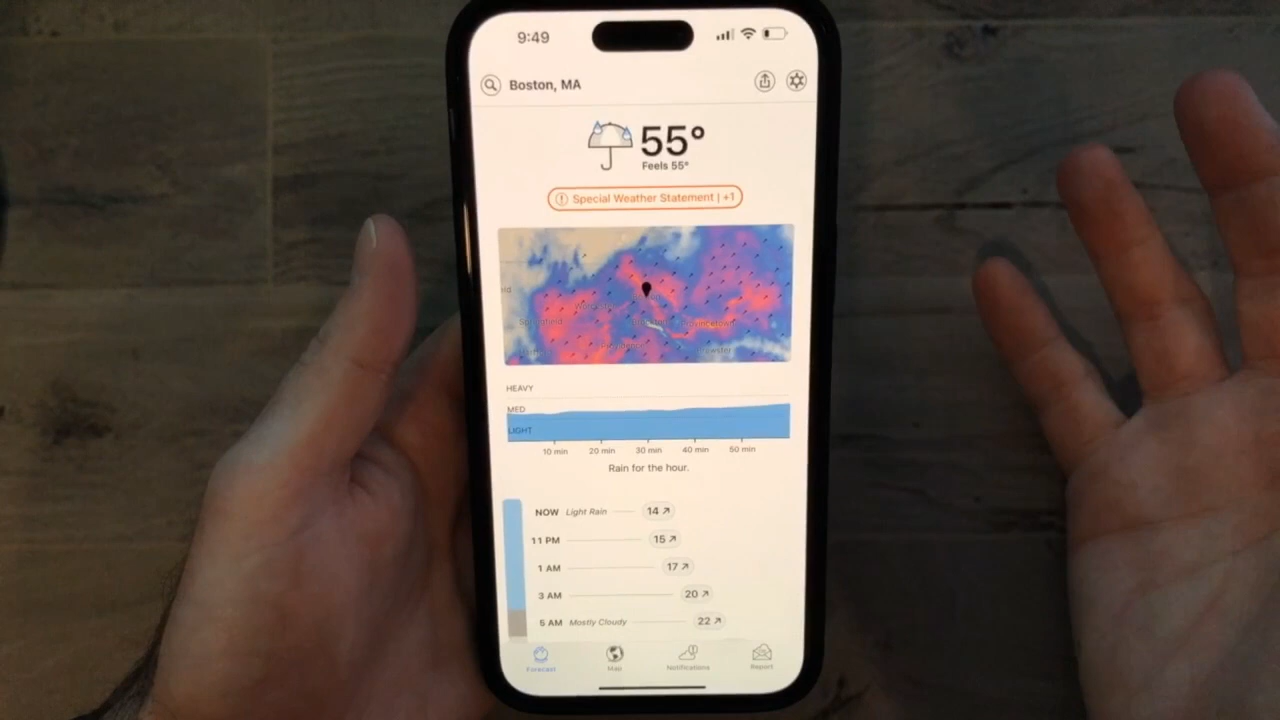 9:49
Boston, MA
55°
Feels 55°
Special Weather Statement | +1
Springfield
Providence
HEAVY
MED
LIGHT
10 min 20 min 30 min 40 min 50 min
Rain for the hour.
NOW Light Rain 14
11 PM 15
1 AM 17
3 AM 20
5 AM Mostly Cloudy 22
Forecast Map Notifications Report